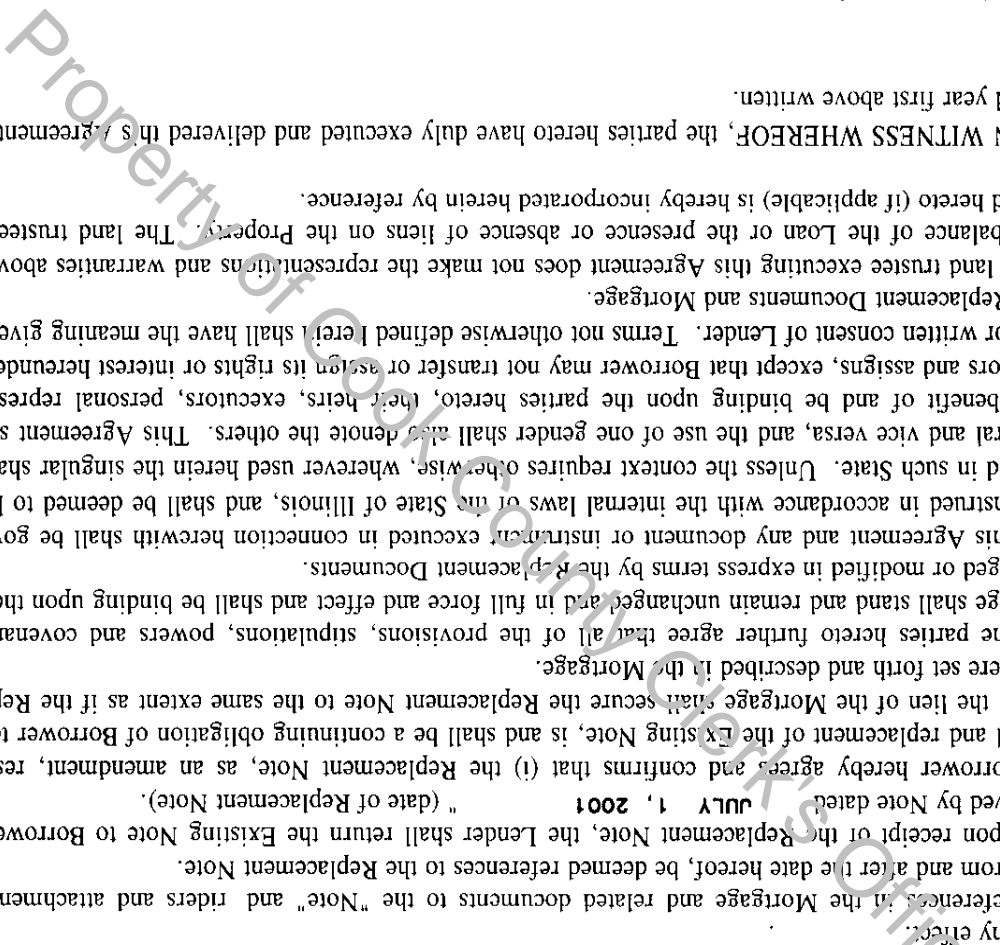 ny effect.
eferences in the Mortgage and related documents to the "Note" and riders and attachmen
rom and after the date hereof, be deemed references to the Replacement Note.
pon receipt of the Replacement Note, the Lender shall return the Existing Note to Borrowe
ved by Note dated JULY 1, 2001 " (date of Replacement Note).
orrower hereby agrees and confirms that (i) the Replacement Note, as an amendment, res
l and replacement of the Existing Note, is and shall be a continuing obligation of Borrower t
the lien of the Mortgage shall secure the Replacement Note to the same extent as if the Rep
ere set forth and described in the Mortgage.
he parties hereto further agree that all of the provisions, stipulations, powers and covenan
ge shall stand and remain unchanged and in full force and effect and shall be binding upon the
ged or modified in express terms by the Replacement Documents.
his Agreement and any document or instrument executed in connection herewith shall be gov
nstrued in accordance with the internal laws of the State of Illinois, and shall be deemed to h
d in such State. Unless the context requires otherwise, wherever used herein the singular sha
ral and vice versa, and the use of one gender shall also denote the others. This Agreement s
benefit of and be binding upon the parties hereto, their heirs, executors, personal repres
ors and assigns, except that Borrower may not transfer or assign its rights or interest hereunde
or written consent of Lender. Terms not otherwise defined herein shall have the meaning give
Replacement Documents and Mortgage.
land trustee executing this Agreement does not make the representations and warranties abov
balance of the Loan or the presence or absence of liens on the Property. The land trustee
d hereto (if applicable) is hereby incorporated herein by reference.
N WITNESS WHEREOF, the parties hereto have duly executed and delivered this Agreement
d year first above written.
Property of Cook County Clerk's Offic